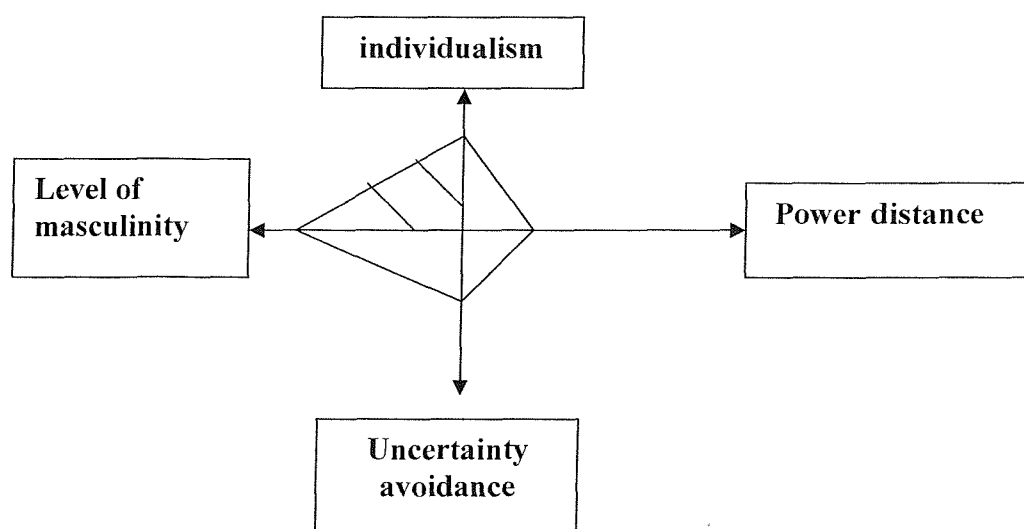 individualism
Level of
masculinity
Power distance
Uncertainty
avoidance